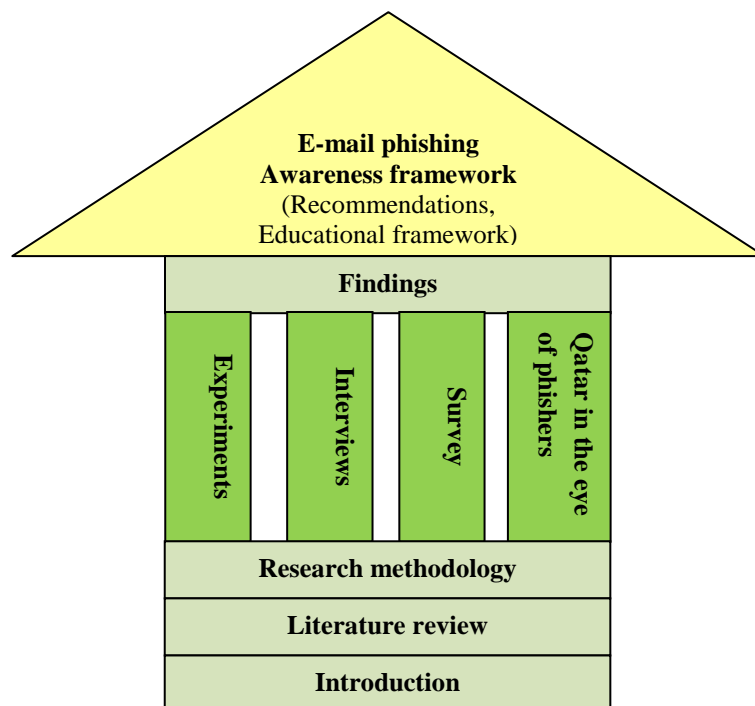 E-mail phishing
Awareness framework
(Recommendations,
Educational framework)
Findings
Experiments
Interviews
Survey
Qatar in the eye
of phishers
Research methodology
Literature review
Introduction